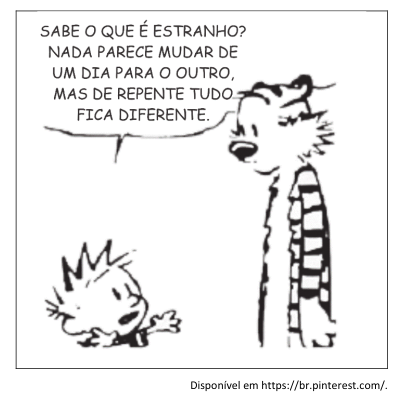 SABE O QUE É ESTRANHO?
NADA PARECE MUDAR DE
UM DIA PARA O OUTRO,
MAS DE REPENTE TUDO
FICA DIFERENTE.
Disponível em https://br.pinterest.com/.